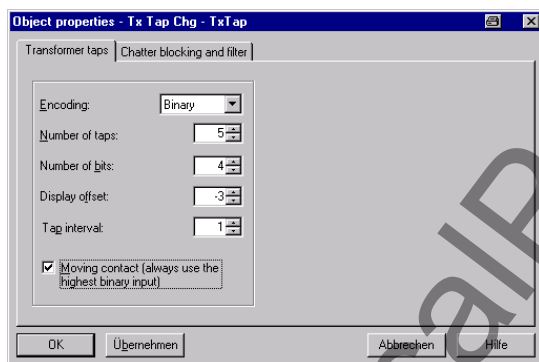 Object properties - Tx Tap Chg - TxTap
Transformer taps
Chatter blocking and filter
Encoding: Binary
Number of taps: 5
Number of bits: 4
Display offset: -3
Tap interval: 1
Moving contact (always use the
highest binary input)
OK Übernehmen Abbrechen Hilfe